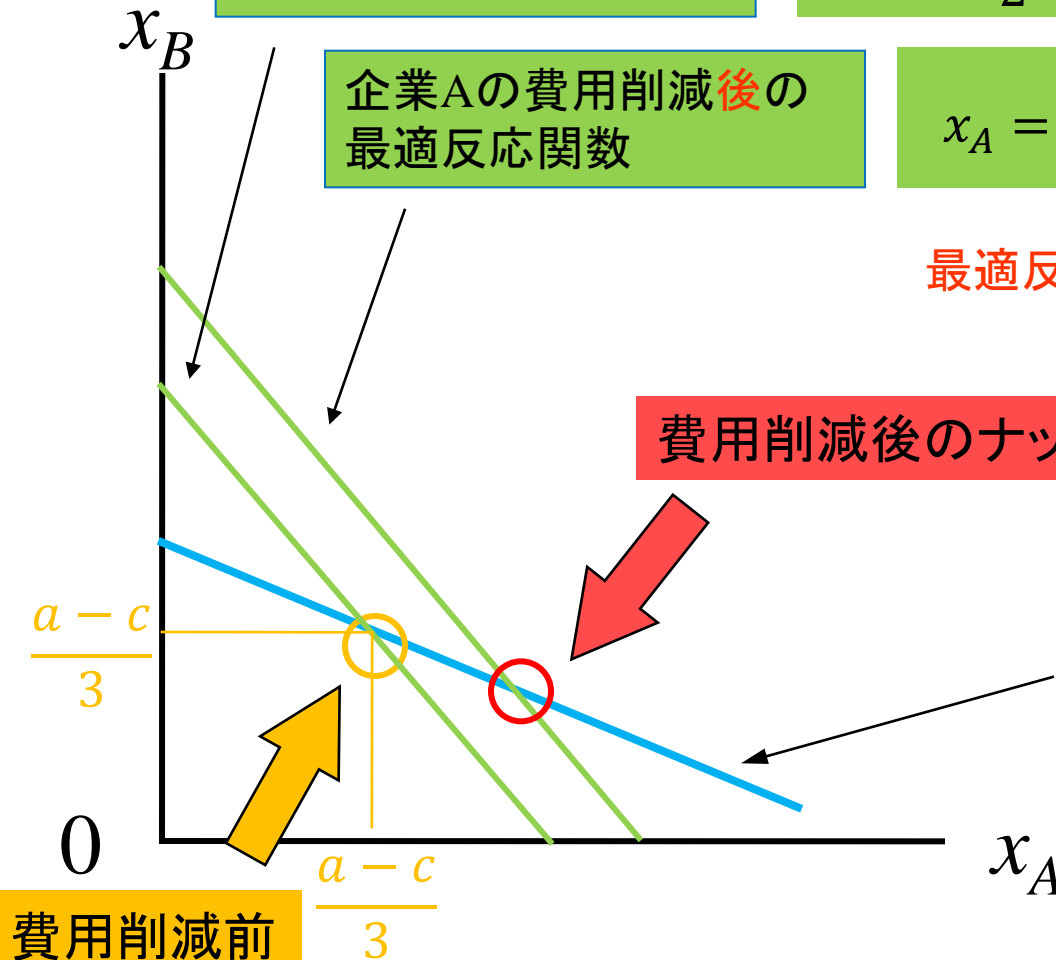 x_B
2
企業Aの費用削減後の
最適反応関数
x_A =
最適反
費用削減後のナッ
a − c
3
0
x_A
a − c
3
費用削減前